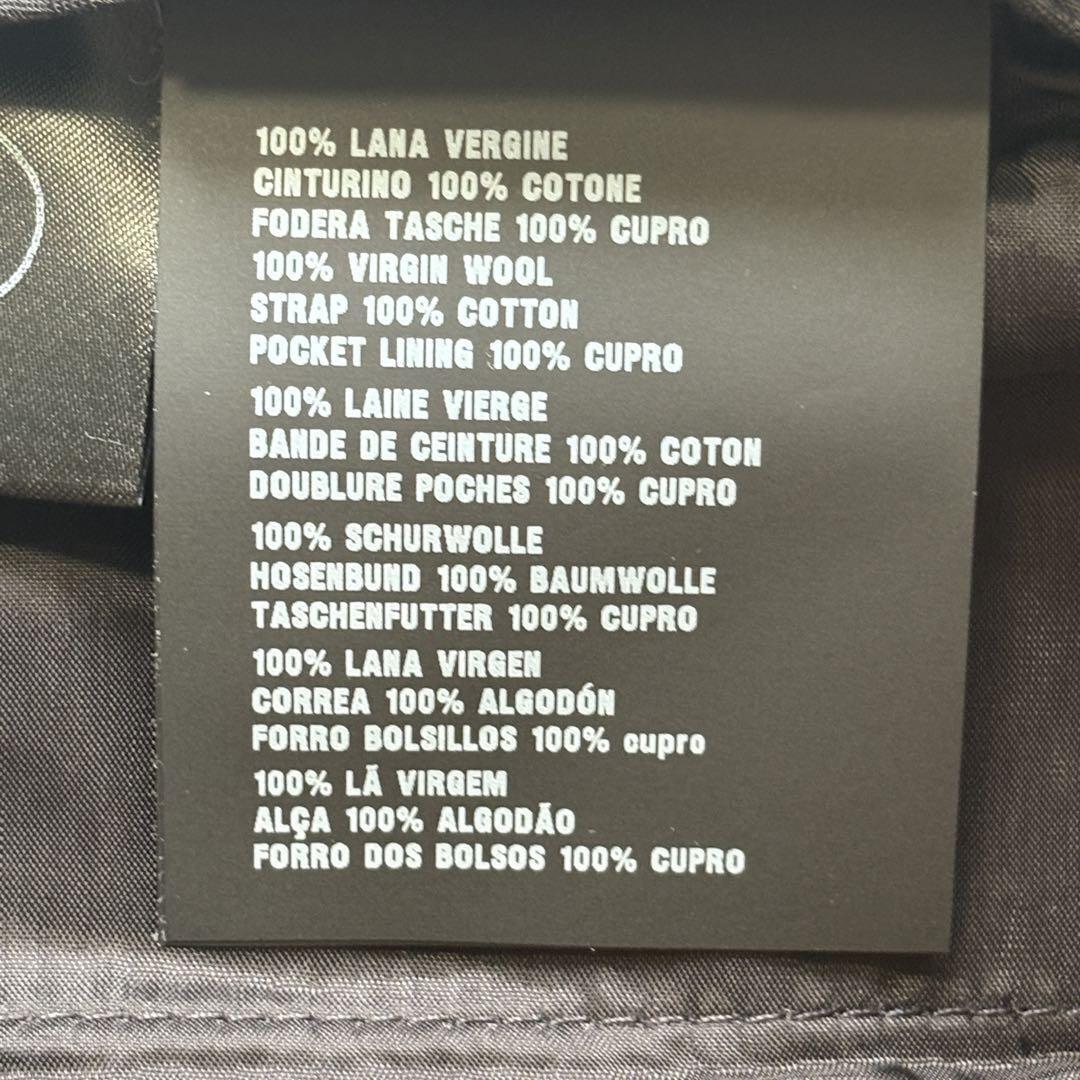 100% LANA VERGINE
CINTURINO 100% COTONE
FODERA TASCHE 100% CUPRO
100% VIRGIN WOOL
STRAP 100% COTTON
POCKET LINING 100% CUPRO
100% LAINE VIERGE
BANDE DE CEINTURE 100% COTON
DOUBLURE POCHES 100% CUPRO
100% SCHURWOLLE
HOSENBUND 100% BAUMWOLLE
TASCHENFUTTER 100% CUPRO
100% LANA VIRGEN
CORREA 100% ALGODÓN
FORRO BOLSILLOS 100% cupro
100% LÃ VIRGEM
ALÇA 100% ALGODÃO
FORRO DOS BOLSOS 100% CUPRO